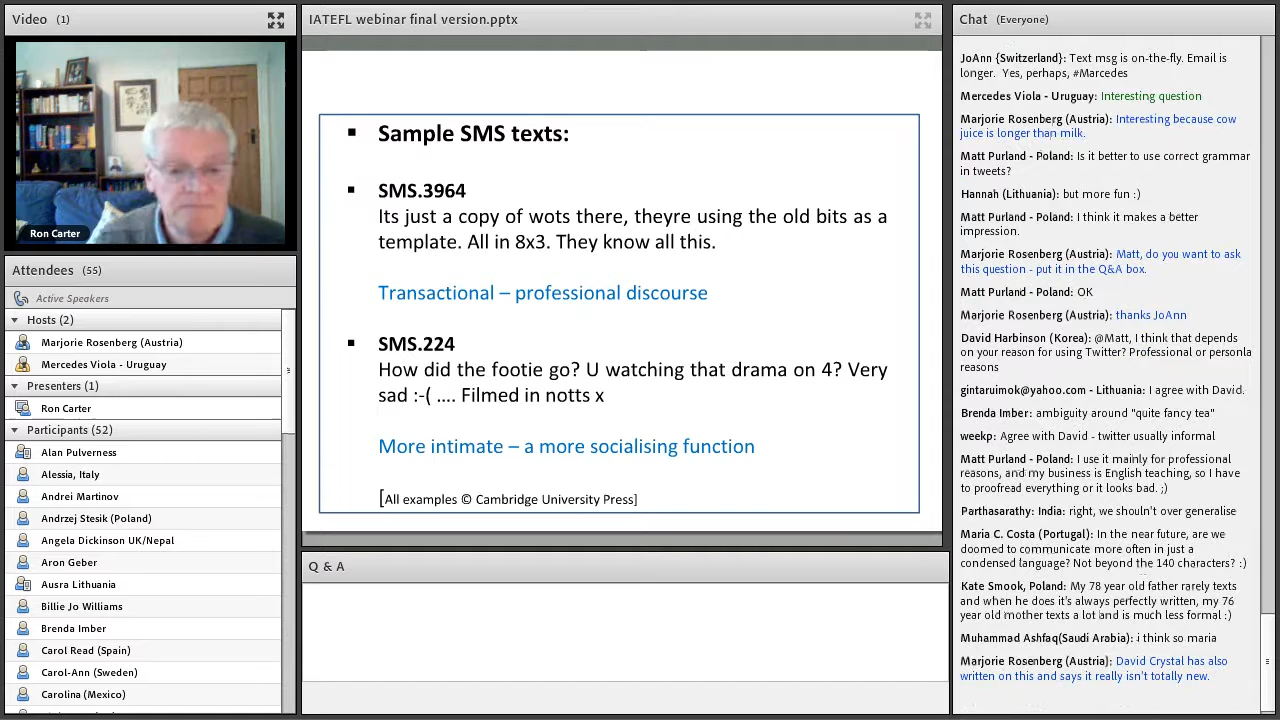 Video (1)
Ron Carter
Attendees (55)
Active Speakers
Hosts (2)
Marjorie Rosenberg (Austria)
Mercedes Viola - Uruguay
Presenters (1)
Ron Carter
Participants (52)
Alan Pulverness
Alessia, Italy
Andrei Martinov
Andrzej Stesik (Poland)
Angela Dickinson UK/Nepal
Aron Geber
Ausra Lithuania
Billie Jo Williams
Brenda Imber
Carol Read (Spain)
Carol-Ann (Sweden)
Carolina (Mexico)
IATEFL webinar final version.pptx
Sample SMS texts:
SMS.3964
Its just a copy of wots there, theyre using the old bits as a
template. All in 8x3. They know all this.
Transactional – professional discourse
SMS.224
How did the footie go? U watching that drama on 4? Very
sad :-( .... Filmed in notts x
More intimate – a more socialising function
[All examples © Cambridge University Press]
Q & A
Chat (Everyone)
JoAnn {Switzerland}: Text msg is on-the-fly. Email is
longer. Yes, perhaps, #Marcedes
Mercedes Viola - Uruguay: Interesting question
Marjorie Rosenberg (Austria): Interesting because cow
juice is longer than milk.
Matt Purland - Poland: Is it better to use correct grammar
in tweets?
Hannah (Lithuania): but more fun :)
Matt Purland - Poland: I think it makes a better
impression.
Marjorie Rosenberg (Austria): Matt, do you want to ask
this question - put it in the Q&A box.
Matt Purland - Poland: OK
Marjorie Rosenberg (Austria): thanks JoAnn
David Harbinson (Korea): @Matt, I think that depends
on your reason for using Twitter? Professional or persona
reasons
gintaruimok@yahoo.com - Lithuania: I agree with David.
Brenda Imber: ambiguity around "quite fancy tea"
weekp: Agree with David - twitter usually informal
Matt Purland - Poland: I use it mainly for professional
reasons, and my business is English teaching, so I have
to proofread everything or it looks bad. ;)
Parthasarathy: India: right, we shouln't over generalise
Maria C. Costa (Portugal): In the near future, are we
doomed to communicate more often in just a
condensed language? Not beyond the 140 characters? :)
Kate Smook, Poland: My 78 year old father rarely texts
and when he does it's always perfectly written, my 76
year old mother texts a lot and is much less formal :)
Muhammad Ashfaq(Saudi Arabia): i think so maria
Marjorie Rosenberg (Austria): David Crystal has also
written on this and says it really isn't totally new.